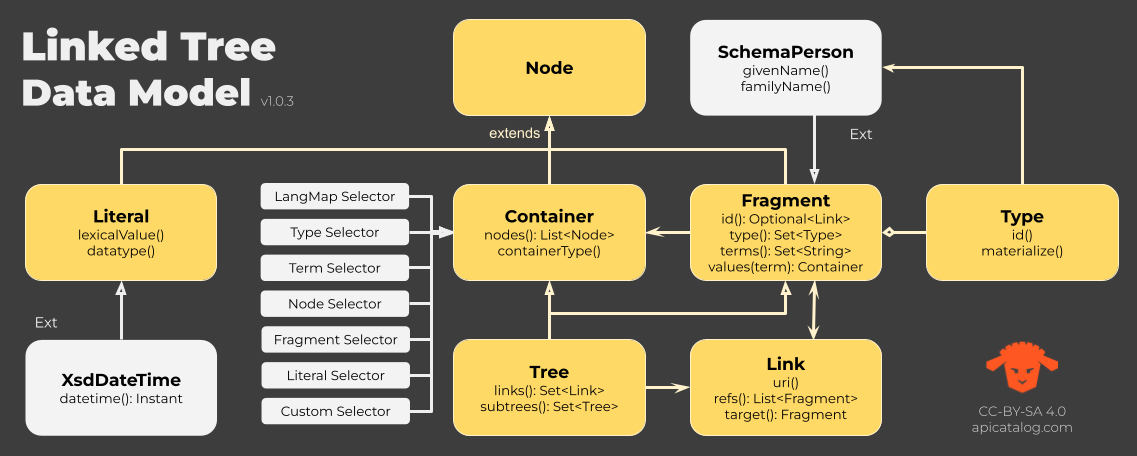 Linked Tree
Data Model v1.0.3
Node
SchemaPerson
givenName()
familyName()
extends
Ext
Literal
lexicalValue()
datatype()
LangMap Selector
Type Selector
Term Selector
Node Selector
Fragment Selector
Literal Selector
Custom Selector
Container
nodes(): List<Node>
containerType()
Fragment
id(): Optional<Link>
type(): Set<Type>
terms(): Set<String>
values(term): Container
Type
id()
materialize()
Ext
XsdDateTime
datetime(): Instant
Tree
links(): Set<Link>
subtrees(): Set<Tree>
Link
uri()
refs(): List<Fragment>
target(): Fragment
CC-BY-SA 4.0
apicatalog.com